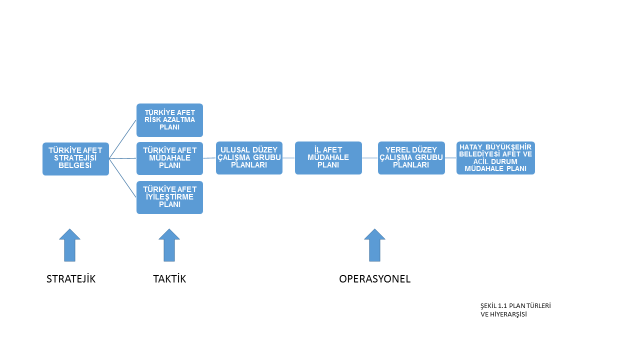 TÜRKİYE AFET
STRATEJİSİ
BELGESİ
TÜRKİYE AFET
RİSK AZALTMA
PLANI
TÜRKİYE AFET
MÜDAHALE
PLANI
TÜRKİYE AFET
İYİLEŞTİRME
PLANI
ULUSAL DÜZEY
ÇALIŞMA GRUBU
PLANLARI
İL AFET
MÜDAHALE
PLANI
YEREL DÜZEY
ÇALIŞMA GRUBU
PLANLARI
HATAY BÜYÜKŞEHİR
BELEDİYESİ AFET VE
ACİL DURUM
MÜDAHALE PLANI
STRATEJİK
TAKTİK
OPERASYONEL
ŞEKİL 1.1 PLAN TÜRLERİ
VE HİYERARŞİSİ